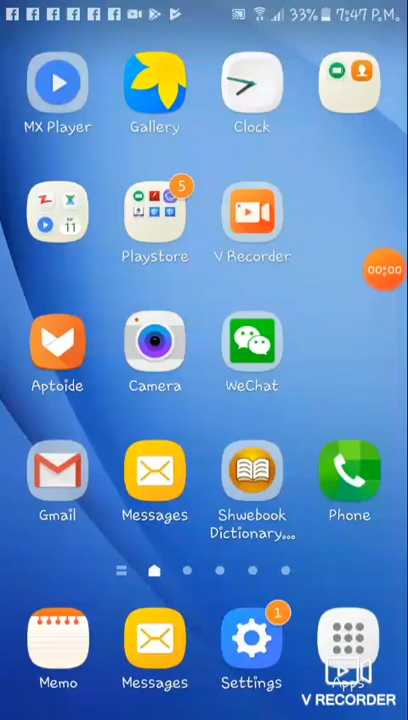 33% 7:47 P.M.
MX Player Gallery Clock
5
11
Playstore V Recorder
00:00
Aptoide Camera WeChat
Gmail Messages Shwebook Phone
Dictionary...
1
Memo Messages Settings Apps
V RECORDER